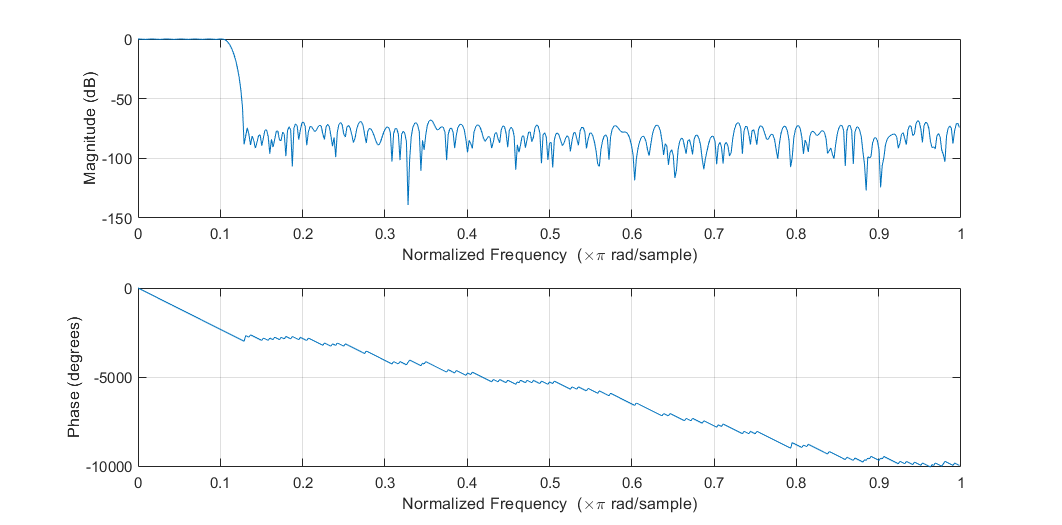 0
-50
-100
-150
Magnitude (dB)
0 0.1 0.2 0.3 0.4 0.5 0.6 0.7 0.8 0.9 1
Normalized Frequency (×π rad/sample)
0
-5000
-10000
Phase (degrees)
0 0.1 0.2 0.3 0.4 0.5 0.6 0.7 0.8 0.9 1
Normalized Frequency (×π rad/sample)